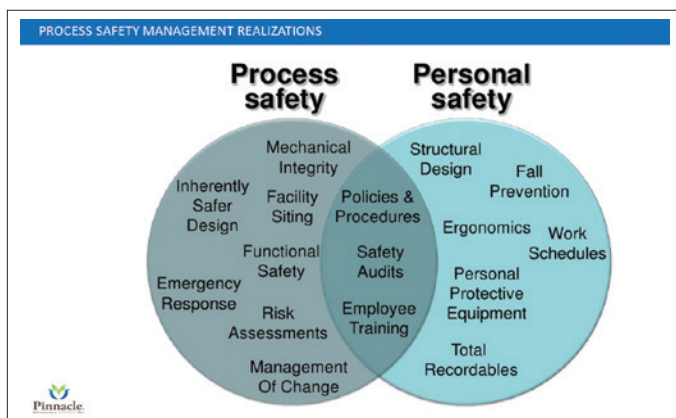 PROCESS SAFETY MANAGEMENT REALIZATIONS
Process
safety
Personal
safety
Mechanical
Integrity
Inherently
Safer
Design
Facility
Siting
Functional
Safety
Emergency
Response
Risk
Assessments
Management
Of Change
Policies &
Procedures
Safety
Audits
Employee
Training
Structural
Design
Fall
Prevention
Ergonomics
Work
Schedules
Personal
Protective
Equipment
Total
Recordables
Pinnacle